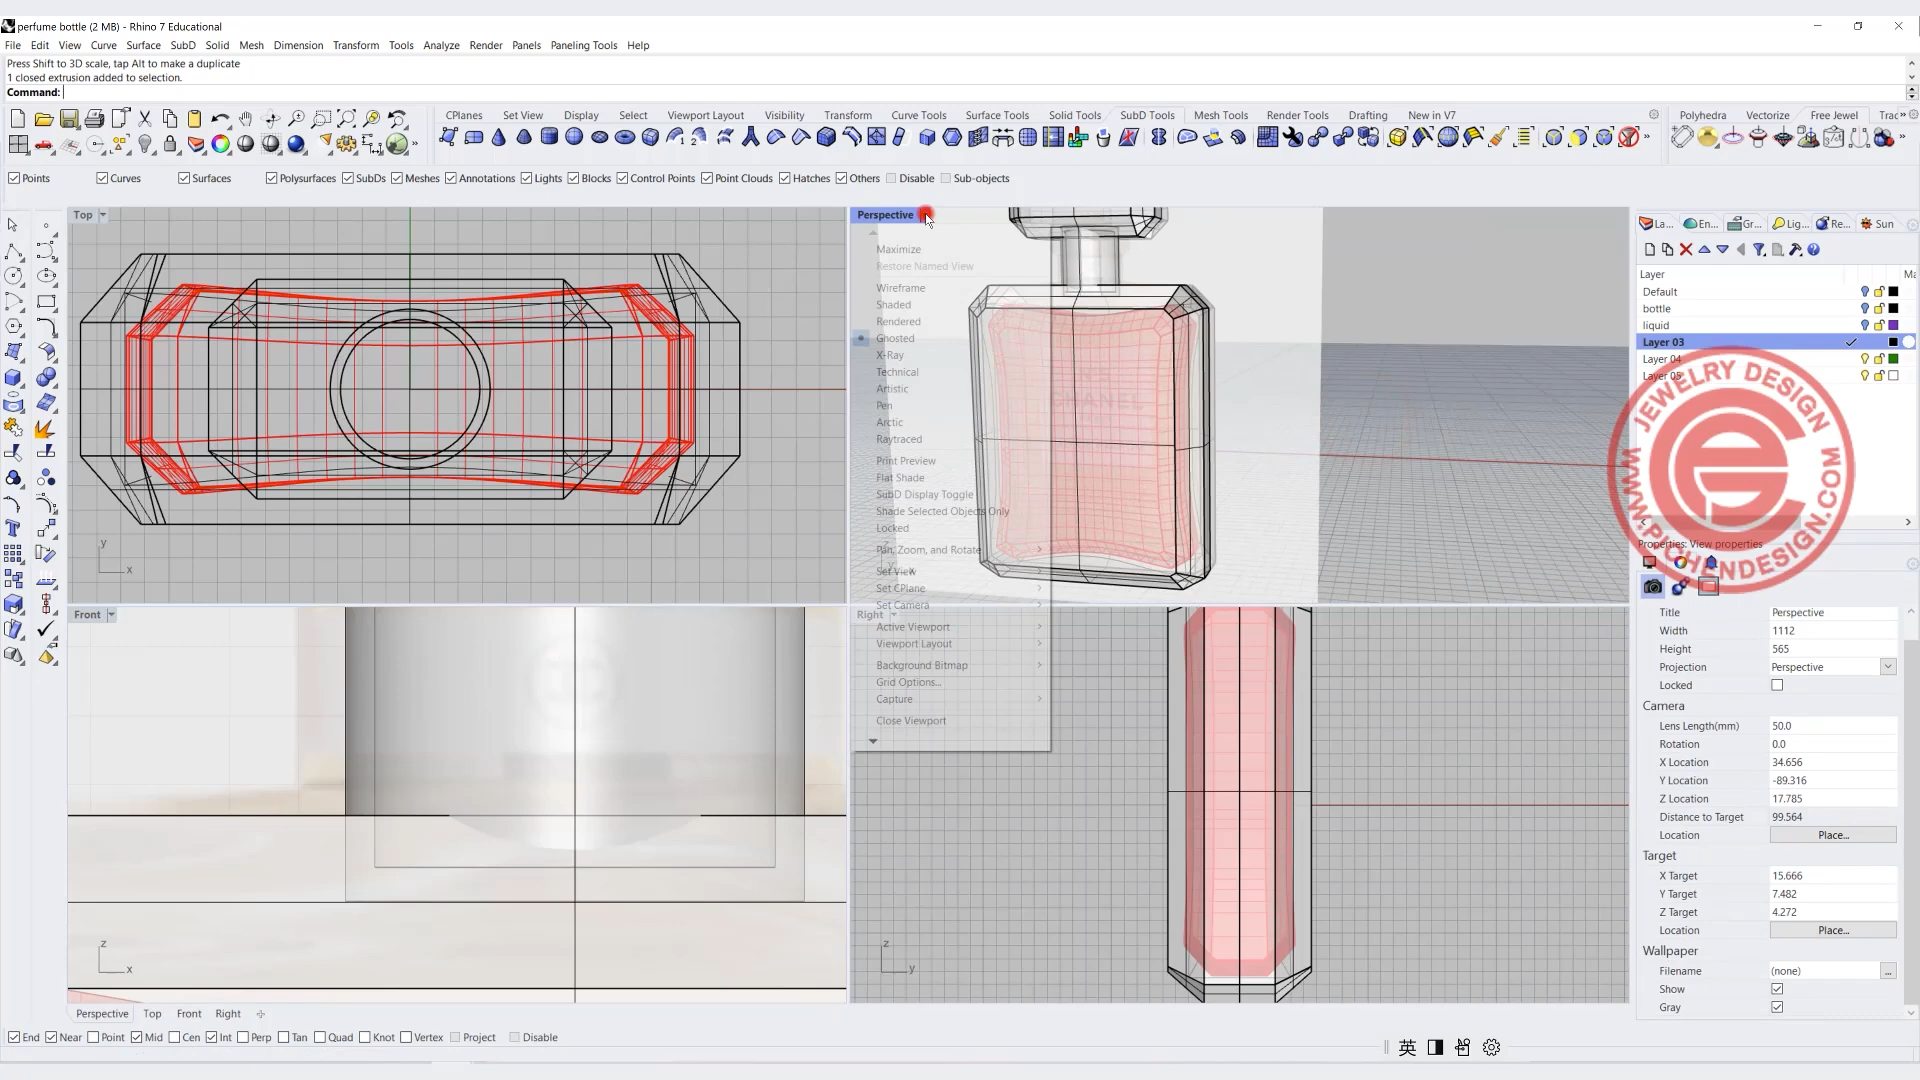 perfume bottle (2 MB) - Rhino 7 Educational
File Edit View Curve Surface SubD Solid Mesh Dimension Transform Tools Analyze Render Panels Paneling Tools Help
Press Shift to 3D scale, tap Alt to make a duplicate
1 closed extrusion added to selection.
Command:
CPlanes Set View Display Select Viewport Layout Visibility Transform Curve Tools Surface Tools Solid Tools SubD Tools Mesh Tools Render Tools Drafting New in V7 Polyhedra Vectorize Free Jewel Trac
Points Curves Surfaces Polysurfaces SubDs Meshes Annotations Lights Blocks Control Points Point Clouds Hatches Others Disable Sub-objects
Top
Perspective
Maximize
Restore Named View
Wireframe
Shaded
Rendered
Ghosted
X-Ray
Technical
Artistic
Pen
Arctic
Raytraced
Print Preview
Flat Shade
SubD Display Toggle
Shade Selected Objects Only
Locked
Pan, Zoom, and Rotate
Set View
Set CPlane
Set Camera
Active Viewport
Viewport Layout
Background Bitmap
Grid Options...
Capture
Close Viewport
CHANEL
y
x
Front
Right
z
x
z
y
La... En... Gr... Lig... Re... Sun
Layer Ma
Default
bottle
liquid
Layer 03
Layer 04
Layer 05
JEWELRY DESIGN
WWW.PICHENDESIGN.COM
Properties: View properties
Title Perspective
Width 1112
Height 565
Projection Perspective
Locked
Camera
Lens Length(mm) 50.0
Rotation 0.0
X Location 34.656
Y Location -89.316
Z Location 17.785
Distance to Target 99.564
Location Place...
Target
X Target 15.666
Y Target 7.482
Z Target 4.272
Location Place...
Wallpaper
Filename (none) ...
Show
Gray
Perspective Top Front Right
End Near Point Mid Cen Int Perp Tan Quad Knot Vertex Project Disable
英